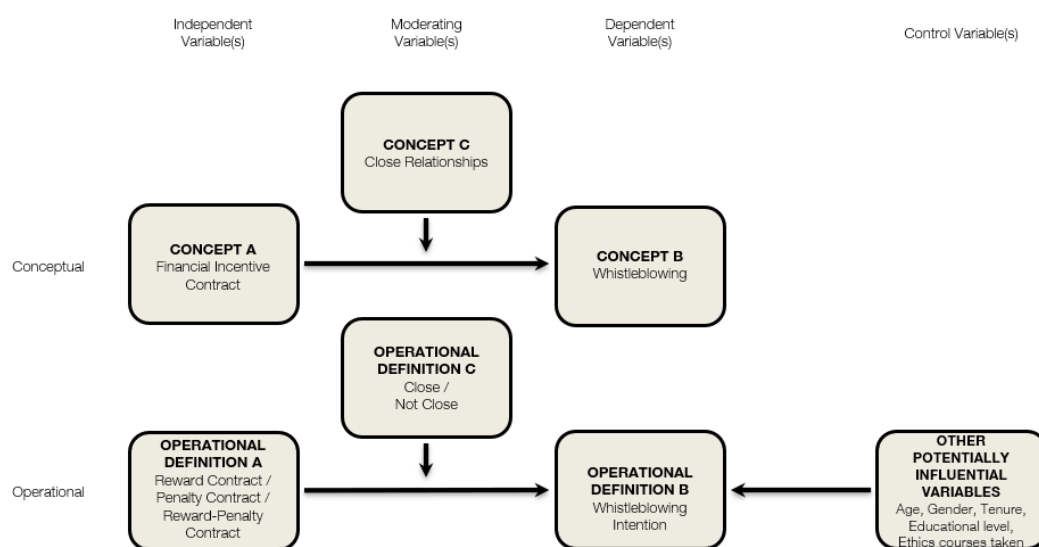 Independent
Variable(s)
Moderating
Variable(s)
Dependent
Variable(s)
Control Variable(s)
CONCEPT C
Close Relationships
Conceptual
CONCEPT A
Financial Incentive
Contract
CONCEPT B
Whistleblowing
OPERATIONAL
DEFINITION C
Close /
Not Close
Operational
OPERATIONAL
DEFINITION A
Reward Contract /
Penalty Contract /
Reward-Penalty
Contract
OPERATIONAL
DEFINITION B
Whistleblowing
Intention
OTHER
POTENTIALLY
INFLUENTIAL
VARIABLES
Age, Gender, Tenure,
Educational level,
Ethics courses taken